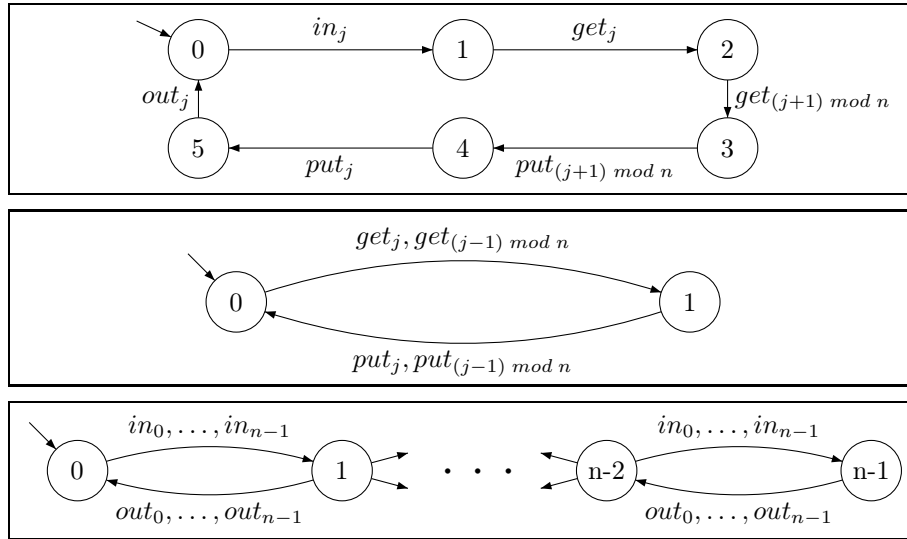 0
in_j
1
get_j
2
out_j
get_{(j+1) mod n}
5
put_j
4
put_{(j+1) mod n}
3
get_j, get_{(j−1) mod n}
0
1
put_j, put_{(j−1) mod n}
in_0, . . . , in_{n−1}
in_0, . . . , in_{n−1}
0
1
· · ·
n-2
n-1
out_0, . . . , out_{n−1}
out_0, . . . , out_{n−1}